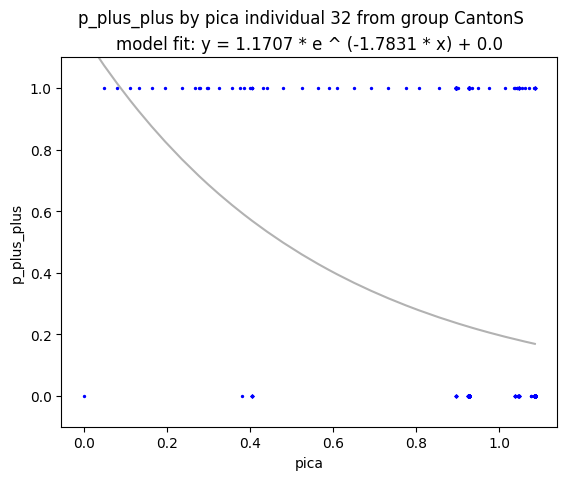 p_plus_plus by pica individual 32 from group CantonS
model fit: y = 1.1707 * e ^ (-1.7831 * x) + 0.0
1.0
0.8
0.6
0.4
0.2
0.0
p_plus_plus
0.0 0.2 0.4 0.6 0.8 1.0
pica